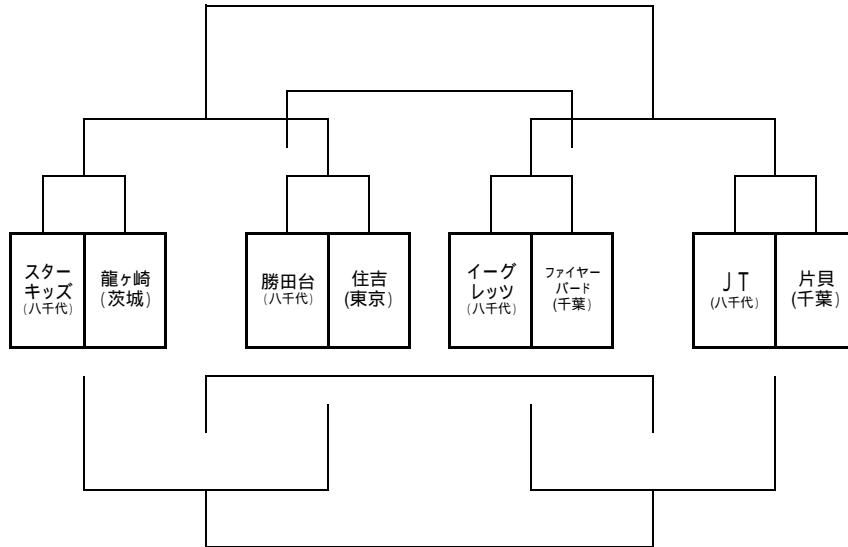 スター
キッズ
(八千代)
龍ヶ崎
(茨城)
勝田台
(八千代)
住吉
(東京)
イーグ
レッツ
(八千代)
ファイヤー
バード
(千葉)
ＪＴ
(八千代)
片貝
(千葉)